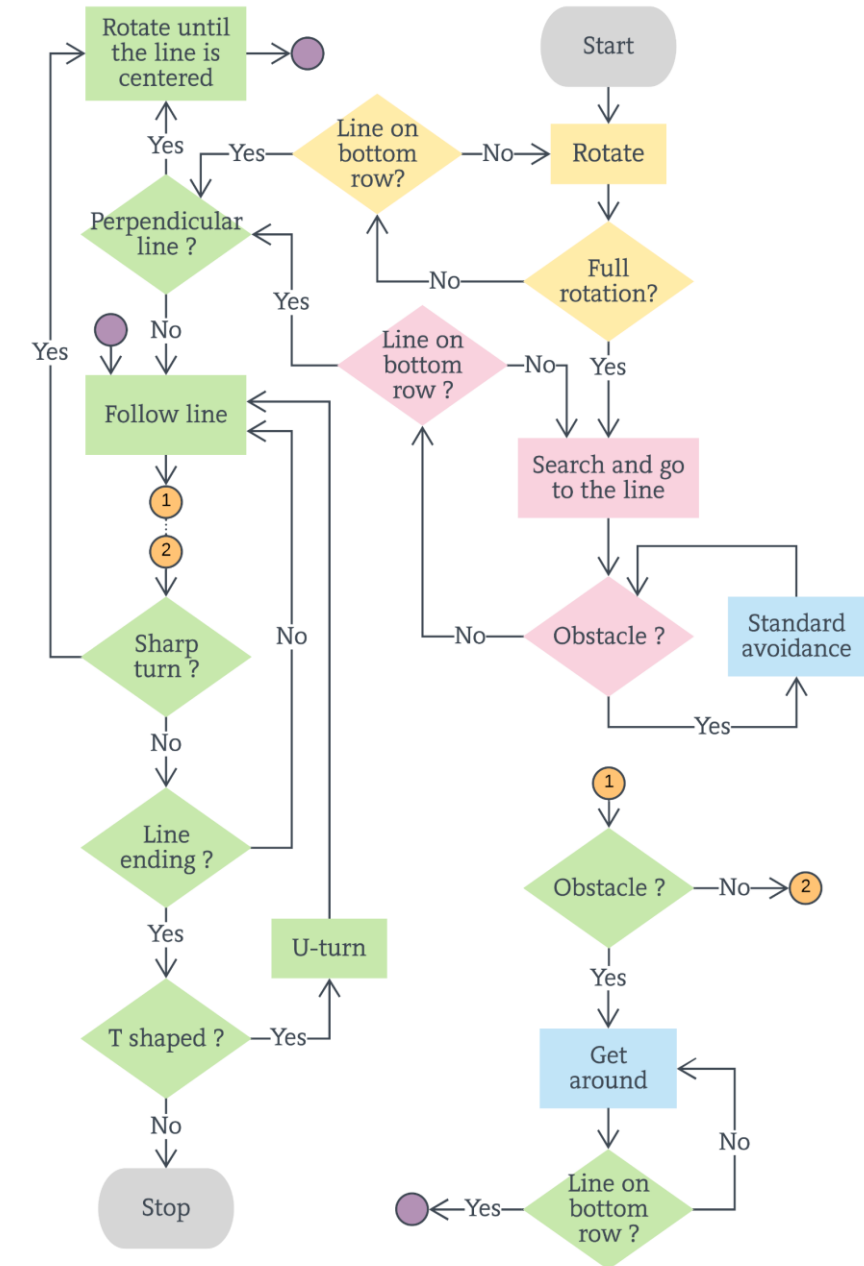 Rotate until
the line is
centered
Start
Yes
Line on
bottom
row?
Yes
No
Rotate
Perpendicular
line ?
No
Full
rotation?
Yes
No
Yes
Line on
bottom
row ?
No
Yes
Follow line
Search and go
to the line
1
2
Sharp
turn ?
No
No
Obstacle ?
Standard
avoidance
Yes
No
1
Line
ending ?
Obstacle ?
No
2
Yes
U-turn
Yes
T shaped ?
Yes
Get
around
No
No
Stop
Yes
Line on
bottom
row ?